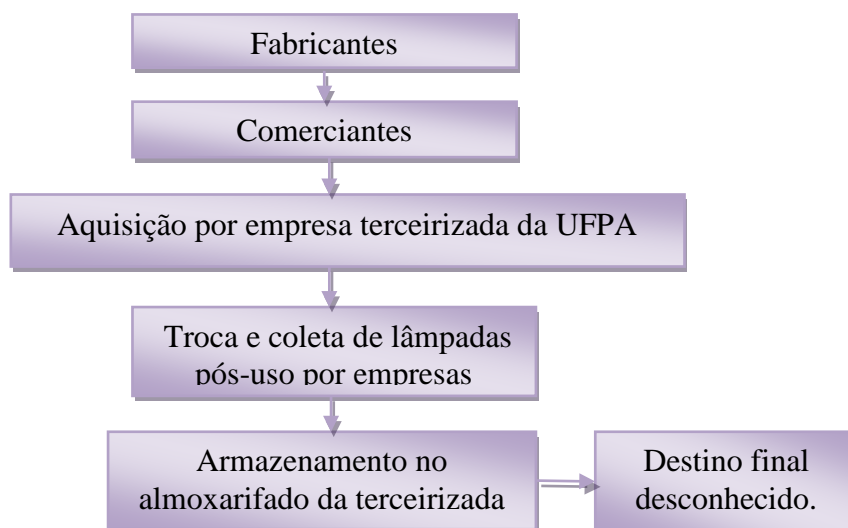 Fabricantes
Comerciantes
Aquisição por empresa terceirizada da UFPA
Troca e coleta de lâmpadas
pós-uso por empresas
Armazenamento no
almoxarifado da terceirizada
Destino final
desconhecido.